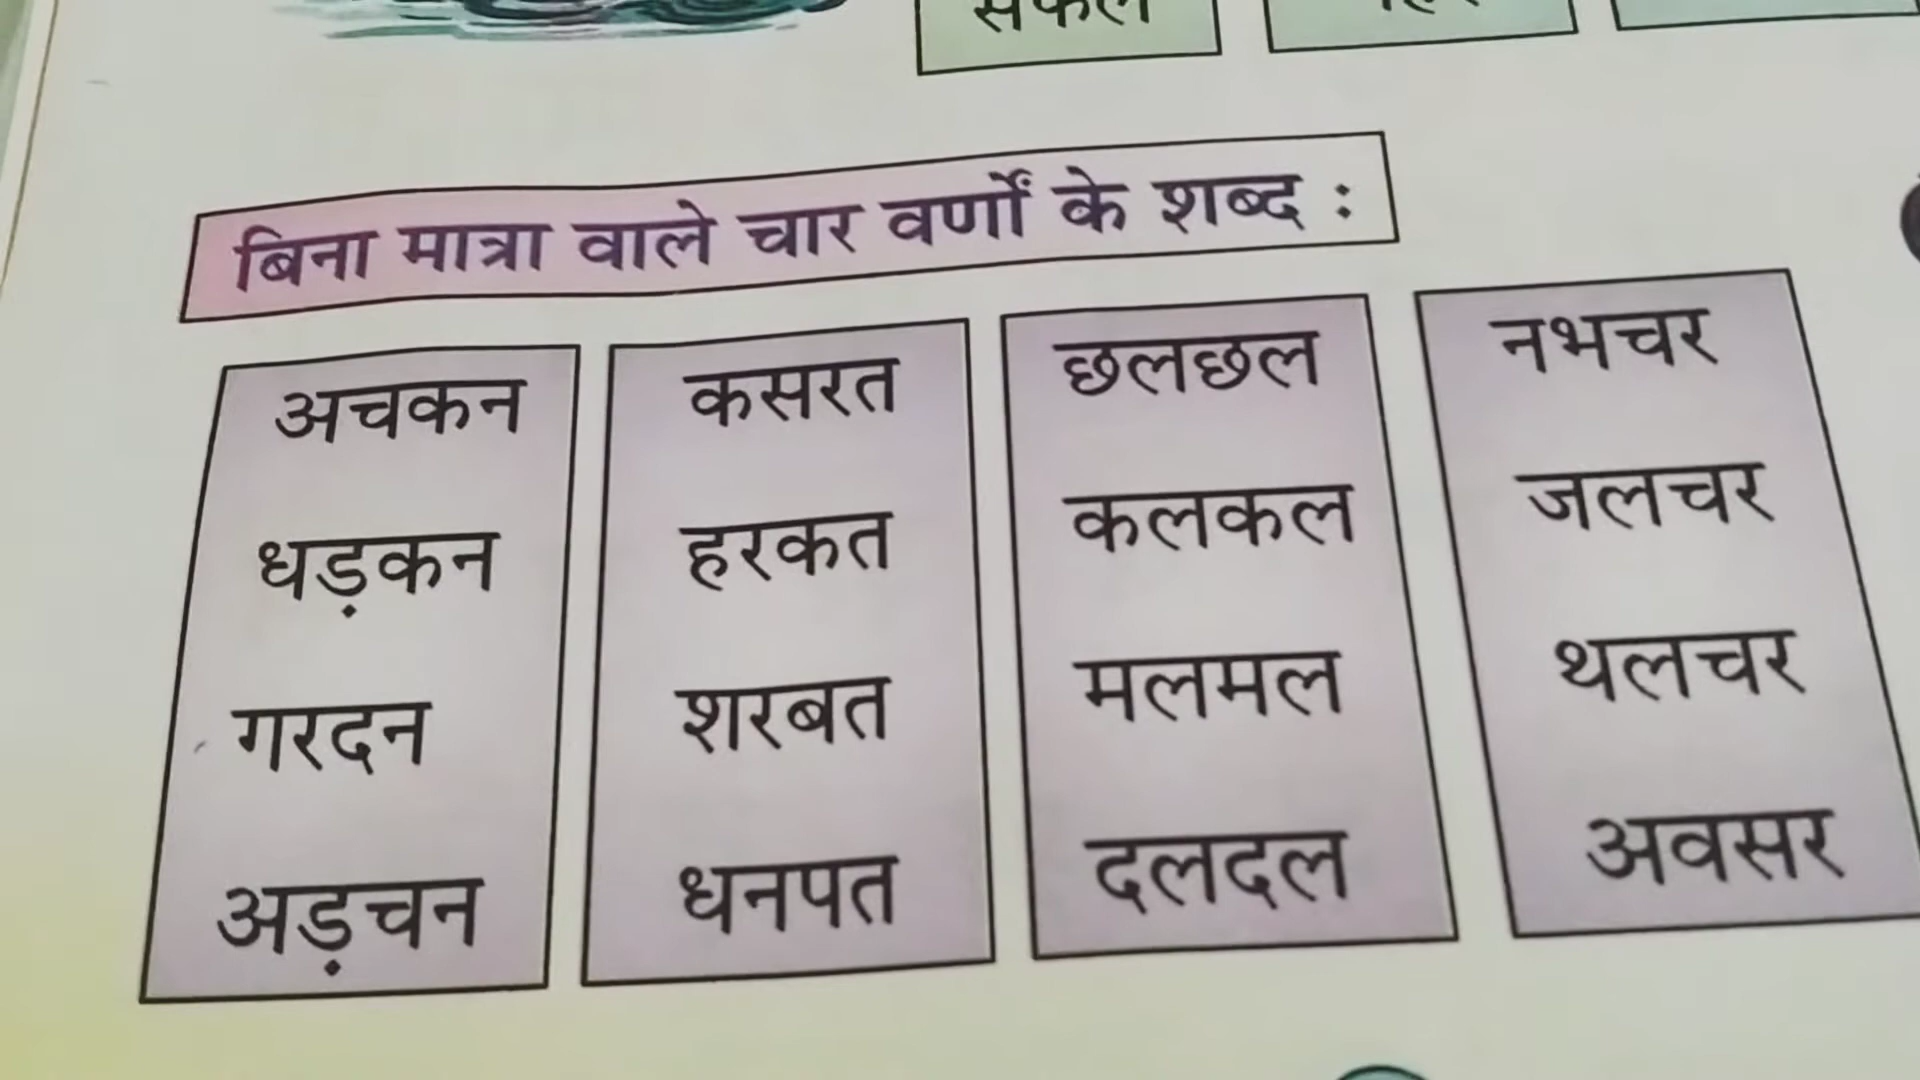 बिना मात्रा वाले चार वर्णों के शब्द :
अचकन कसरत छलछल नभचर
धड़कन हरकत कलकल जलचर
गरदन शरबत मलमल थलचर
अड़चन धनपत दलदल अवसर